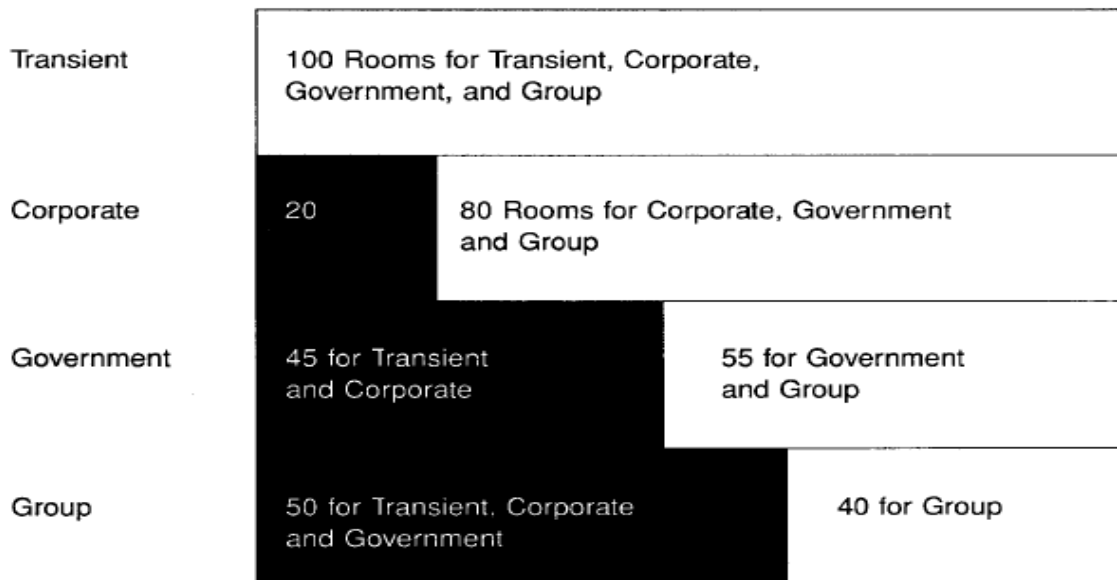 Transient
100 Rooms for Transient, Corporate,
Government, and Group
Corporate
20
80 Rooms for Corporate, Government
and Group
Government
45 for Transient
and Corporate
55 for Government
and Group
Group
50 for Transient, Corporate
and Government
40 for Group